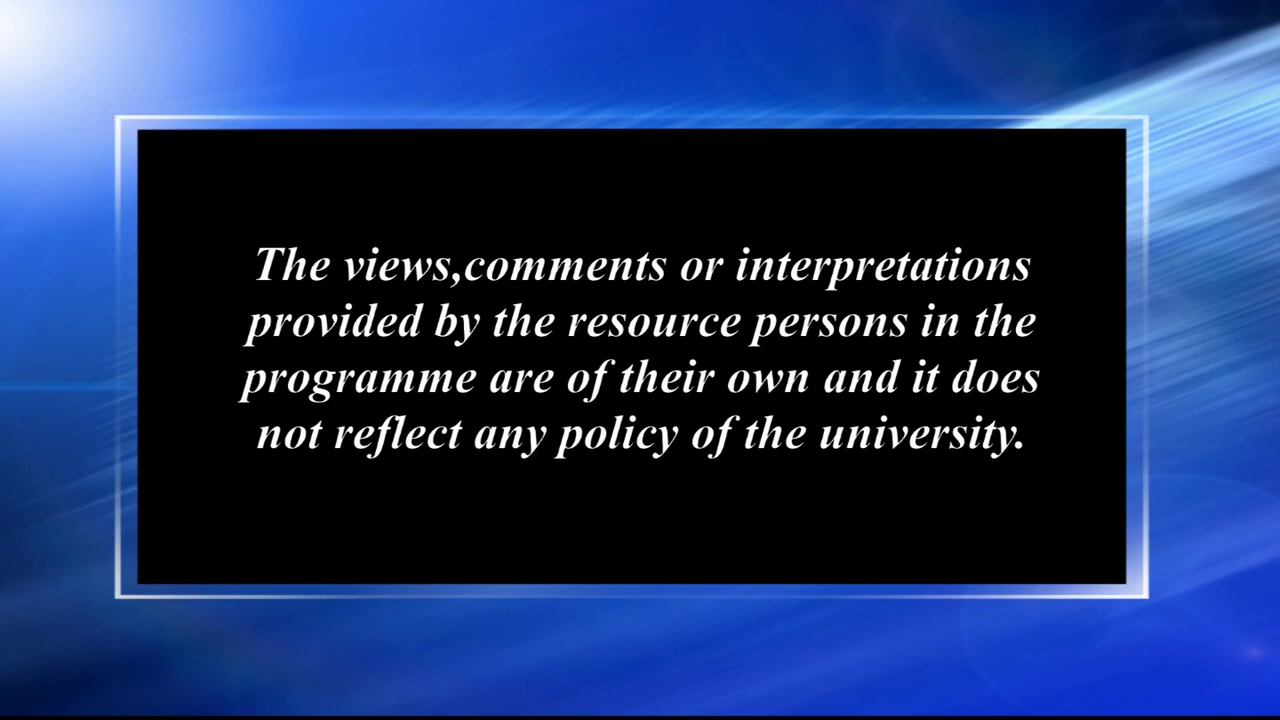 The views,comments or interpretations
provided by the resource persons in the
programme are of their own and it does
not reflect any policy of the university.